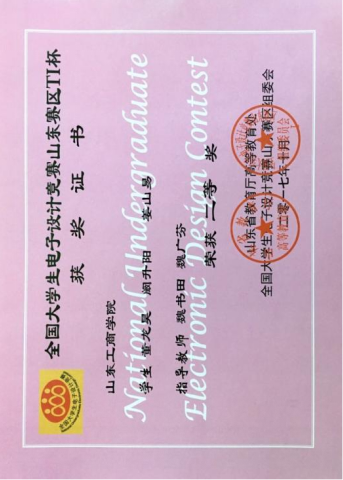 全国大学生电子设计竞赛山东赛区TI杯
获奖证书
山东工商学院
National Undergraduate
学生 董龙昊 阚升阳 姜山昜
指导教师 魏书田 魏广芬
Electronic Design Contest
荣获 二等 奖
山东省教育厅高等教育处
全国大学生电子设计竞赛山东赛区组委会
二零一七年十月